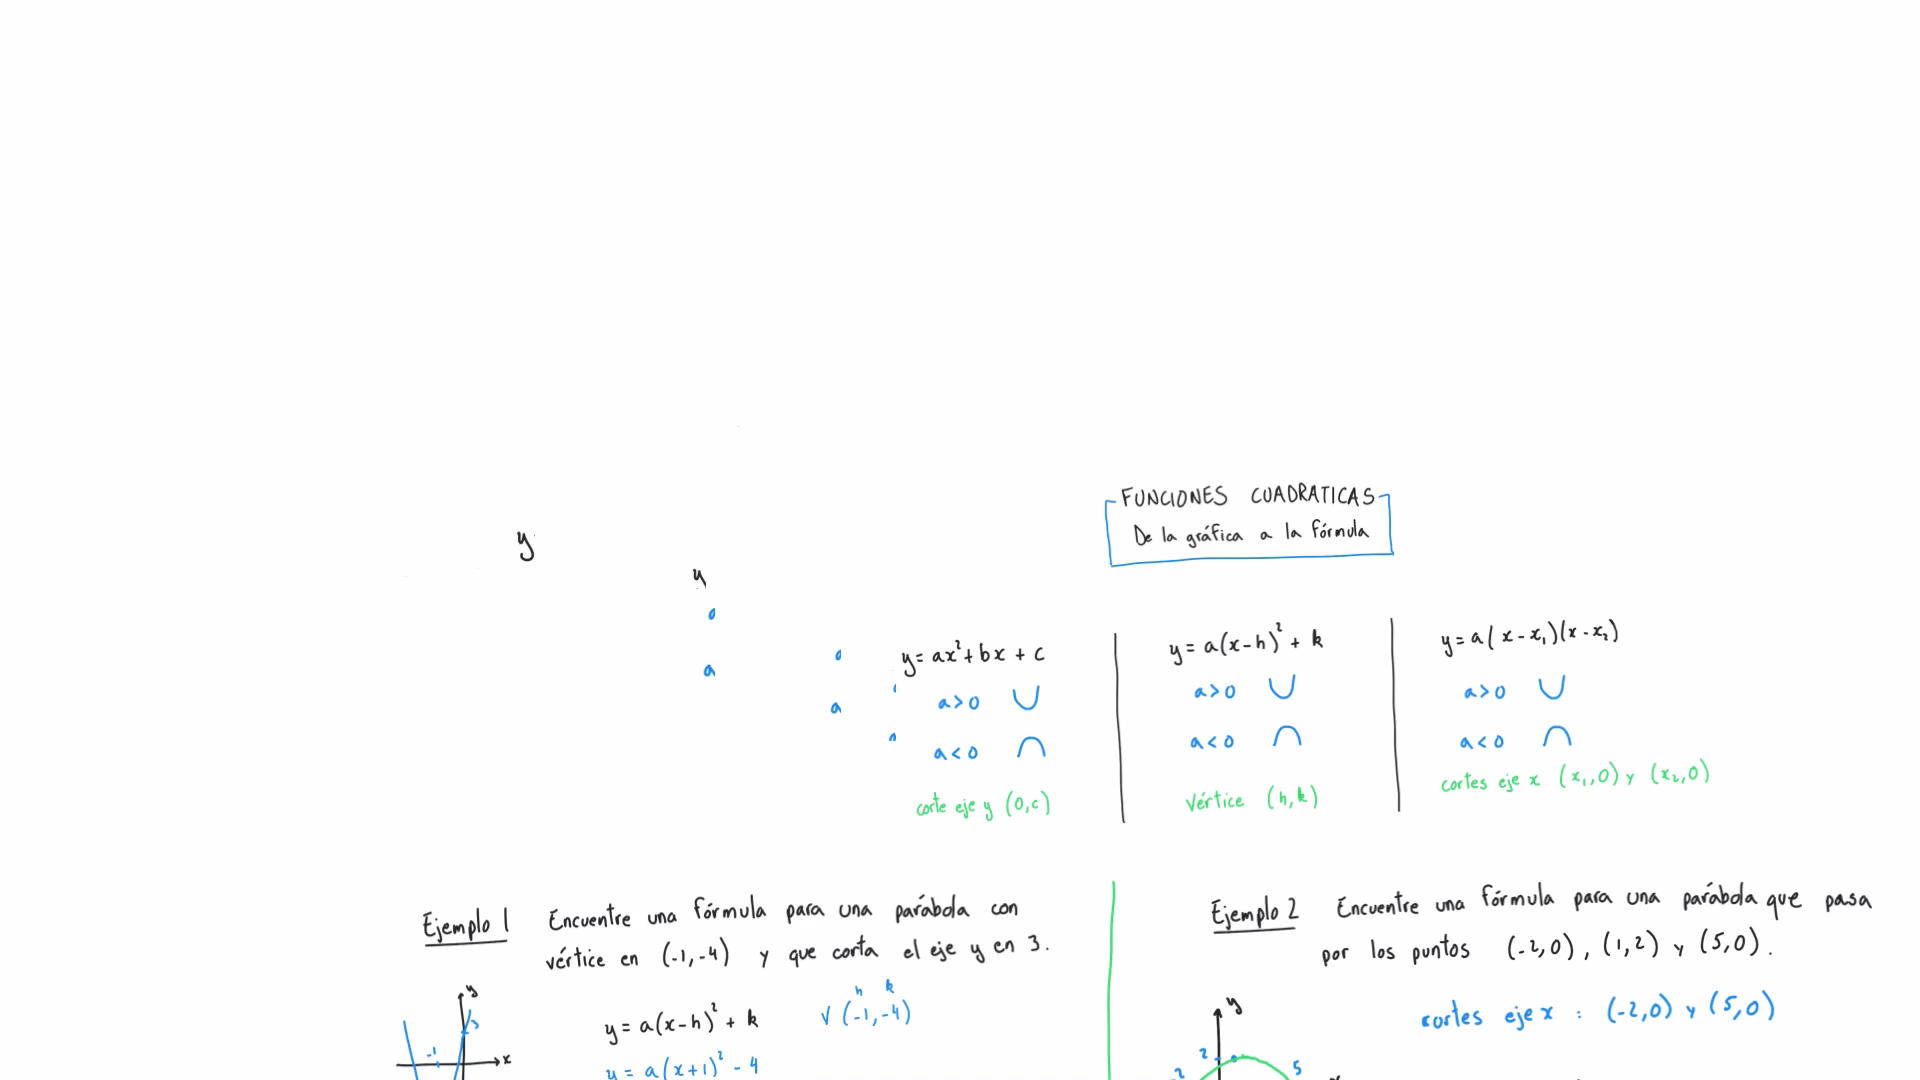 FUNCIONES CUADRATICAS
De la gráfica a la fórmula
y
y
y = ax² + bx + c
a > 0
a < 0
corte eje y (0,c)
y = a(x-h)² + k
a > 0
a < 0
vértice (h,k)
y = a(x-x₁)(x-x₂)
a > 0
a < 0
cortes eje x (x₁,0) y (x₂,0)
Ejemplo 1 Encuentre una fórmula para una parábola con
vértice en (-1,-4) y que corta el eje y en 3.
y
3
-1
x
y = a(x-h)² + k
h k
V (-1,-4)
y = a(x+1)² - 4
Ejemplo 2 Encuentre una fórmula para una parábola que pasa
por los puntos (-2,0), (1,2) y (5,0).
cortes eje x : (-2,0) y (5,0)
y
2
5